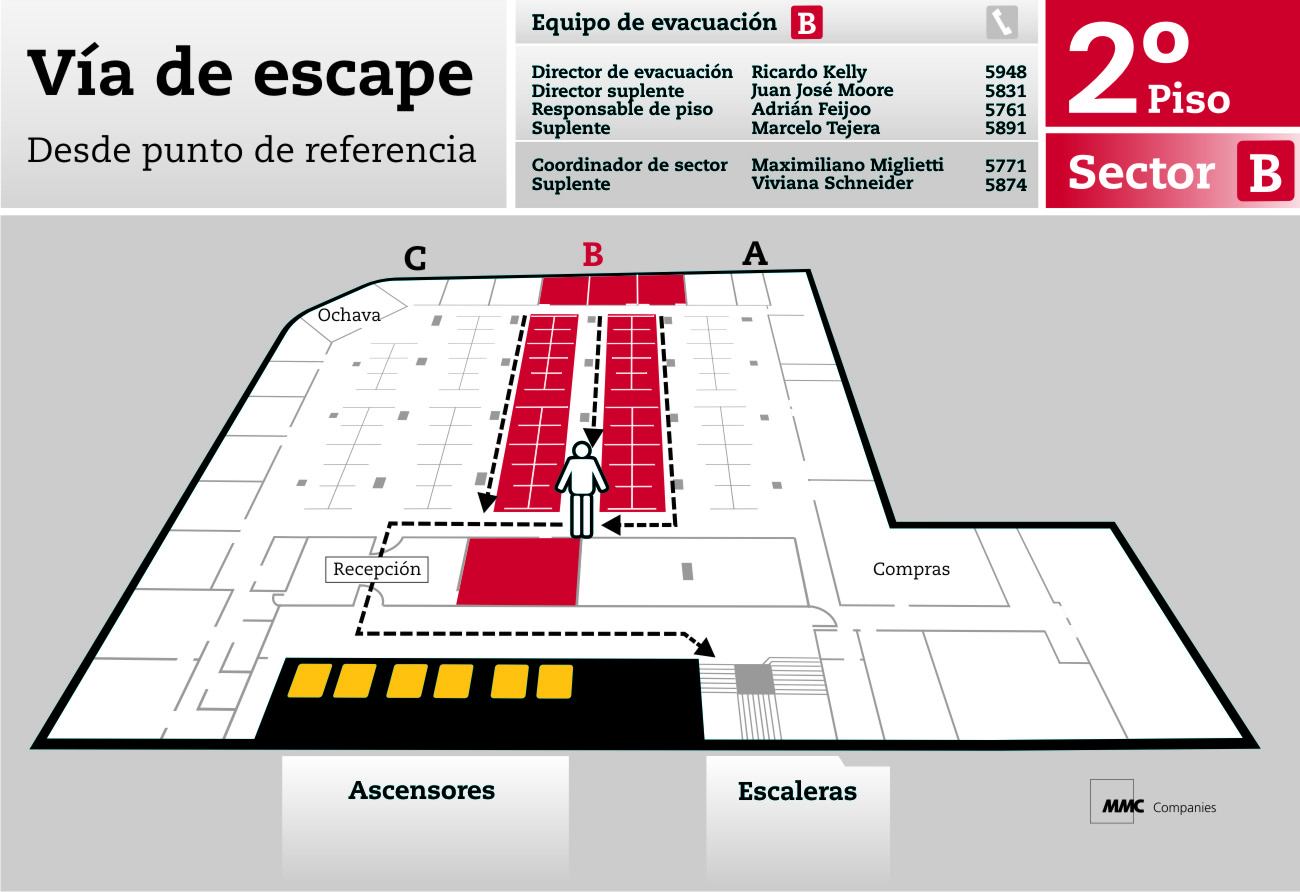 Vía de escape
Desde punto de referencia
Equipo de evacuación B
Director de evacuación Ricardo Kelly 5948
Director suplente Juan José Moore 5831
Responsable de piso Adrián Feijoo 5761
Suplente Marcelo Tejera 5891
Coordinador de sector Maximiliano Miglietti 5771
Suplente Viviana Schneider 5874
2º
Piso
Sector B
C B A
Ochava
Recepción
Compras
Ascensores
Escaleras
MMC Companies